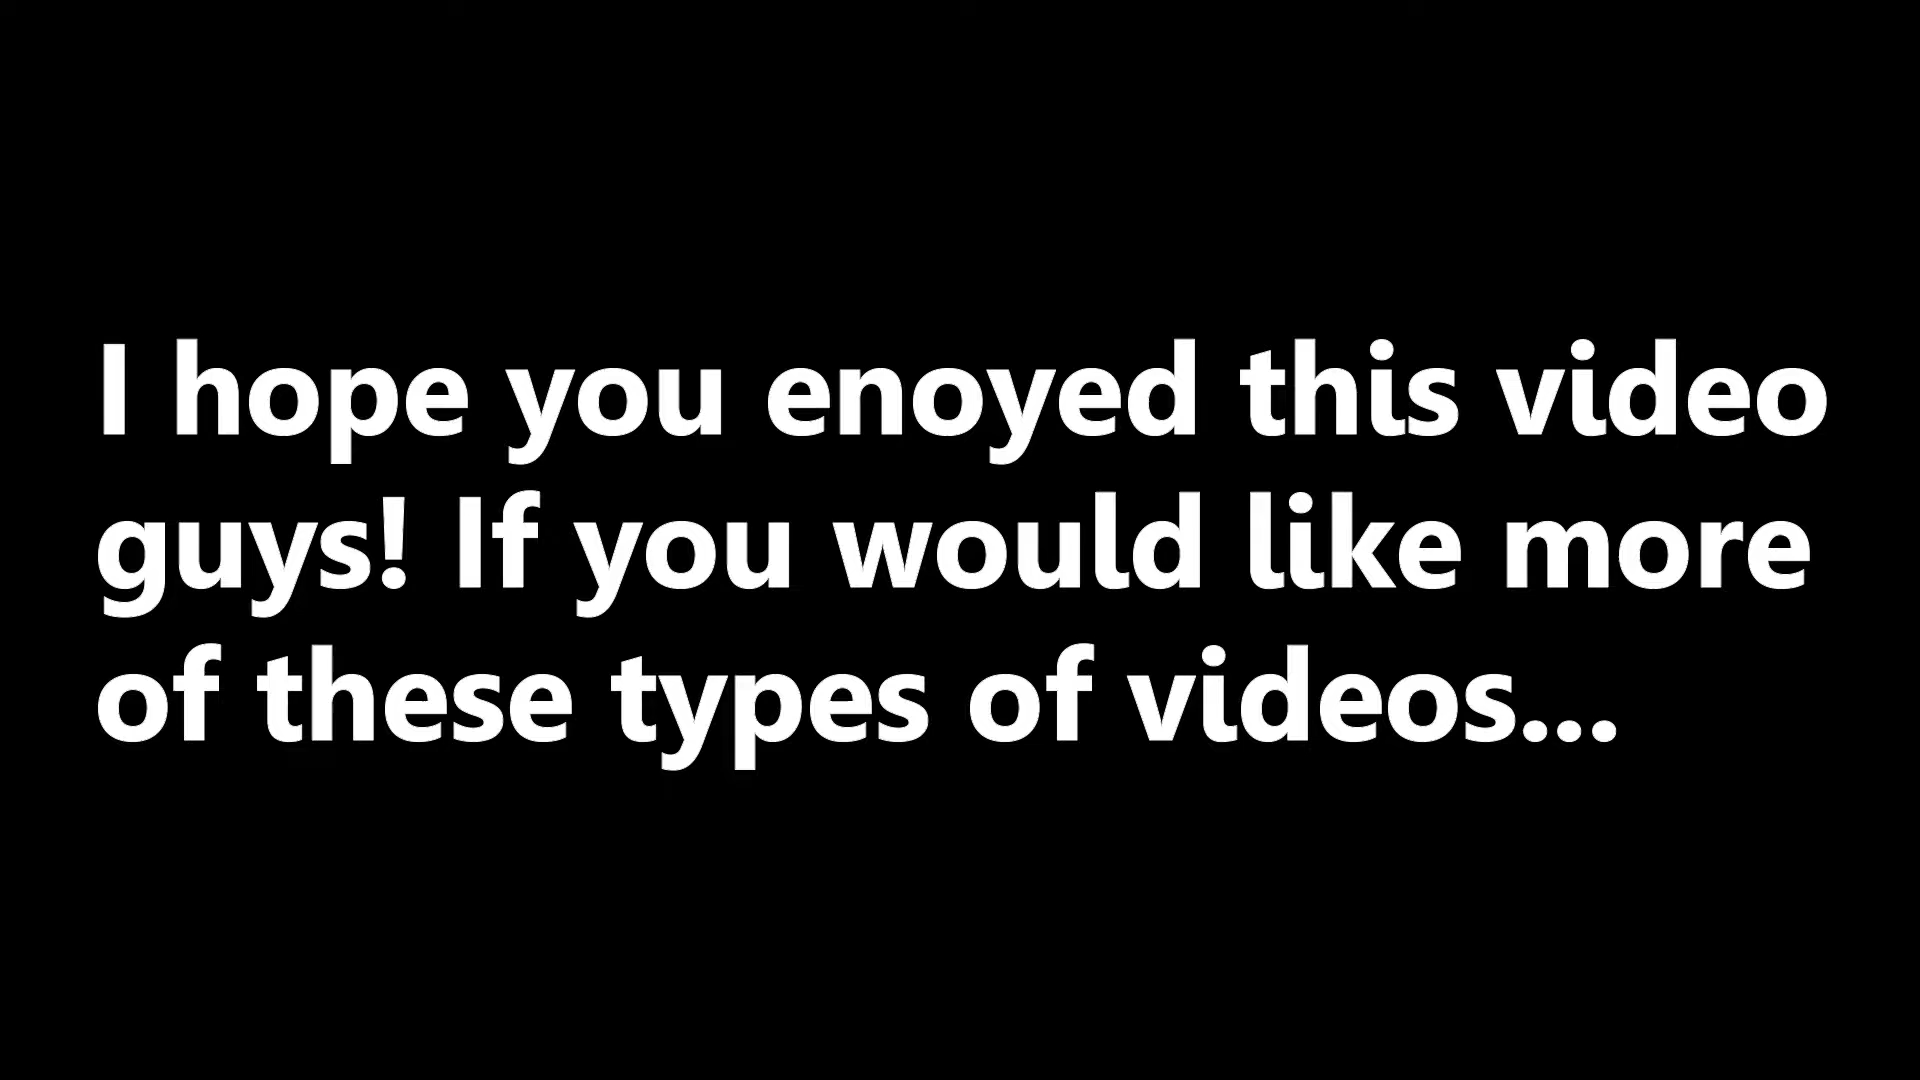 I hope you enoyed this video
guys! If you would like more
of these types of videos...